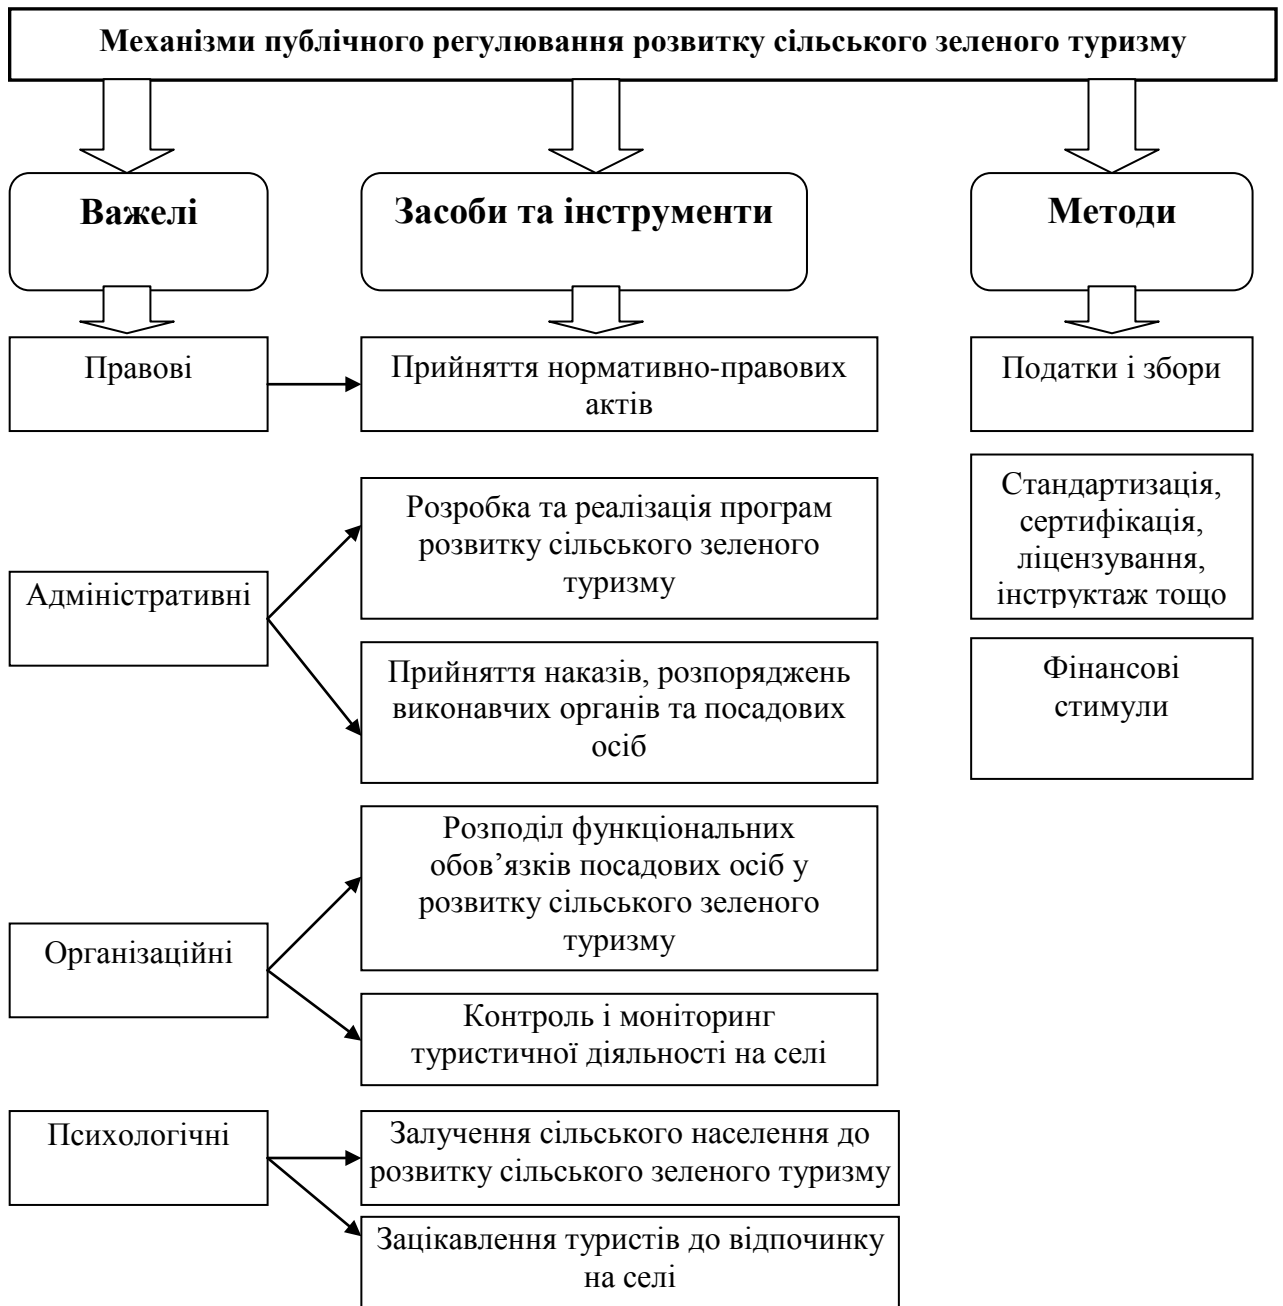 Механізми публічного регулювання розвитку сільського зеленого туризму
Важелі
Засоби та інструменти
Методи
Правові
Прийняття нормативно-правових
актів
Податки і збори
Адміністративні
Розробка та реалізація програм
розвитку сільського зеленого
туризму
Стандартизація,
сертифікація,
ліцензування,
інструктаж тощо
Прийняття наказів, розпоряджень
виконавчих органів та посадових
осіб
Фінансові
стимули
Організаційні
Розподіл функціональних
обов’язків посадових осіб у
розвитку сільського зеленого
туризму
Контроль і моніторинг
туристичної діяльності на селі
Психологічні
Залучення сільського населення до
розвитку сільського зеленого туризму
Зацікавлення туристів до відпочинку
на селі